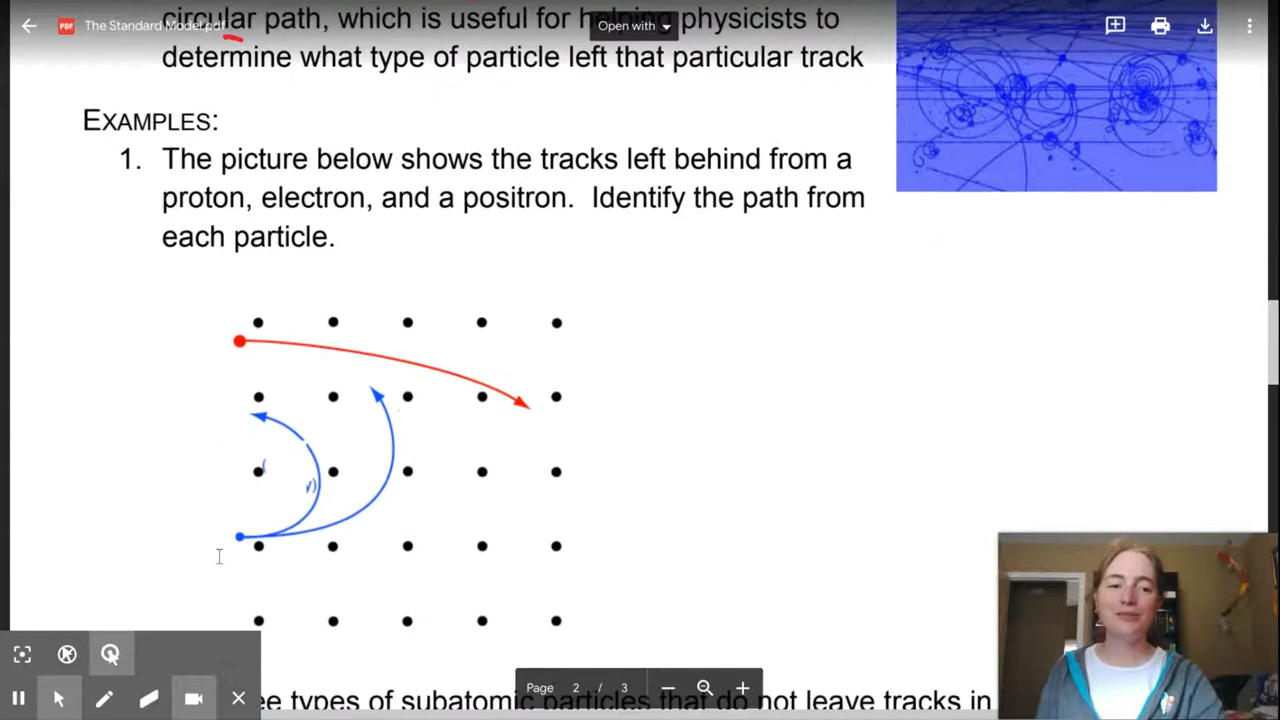 circular path, which is useful for helping physicists to
The Standard Model.pdf
Open with
determine what type of particle left that particular track
EXAMPLES:
1. The picture below shows the tracks left behind from a
proton, electron, and a positron. Identify the path from
each particle.
Page 2 / 3
ee types of subatomic particles that do not leave tracks in